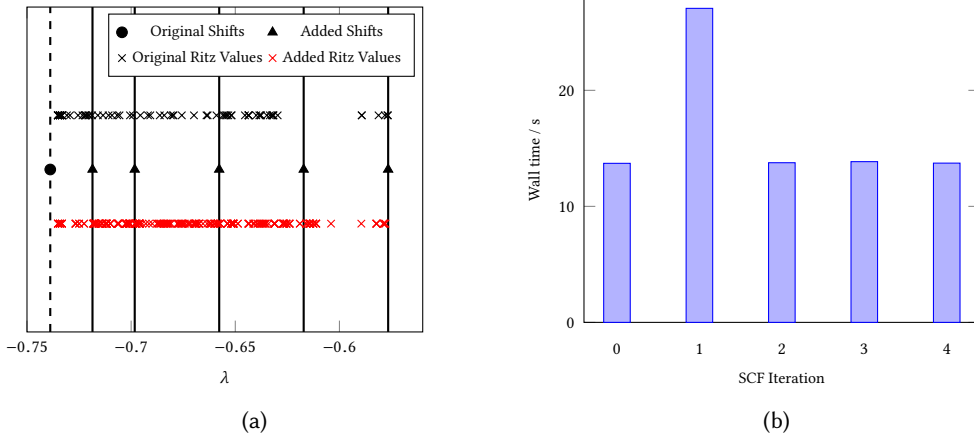 Original Shifts
Added Shifts
Original Ritz Values
Added Ritz Values
−0.75
−0.7
−0.65
−0.6
λ
(a)
Wall time / s
20
10
0
0
1
2
3
4
SCF Iteration
(b)